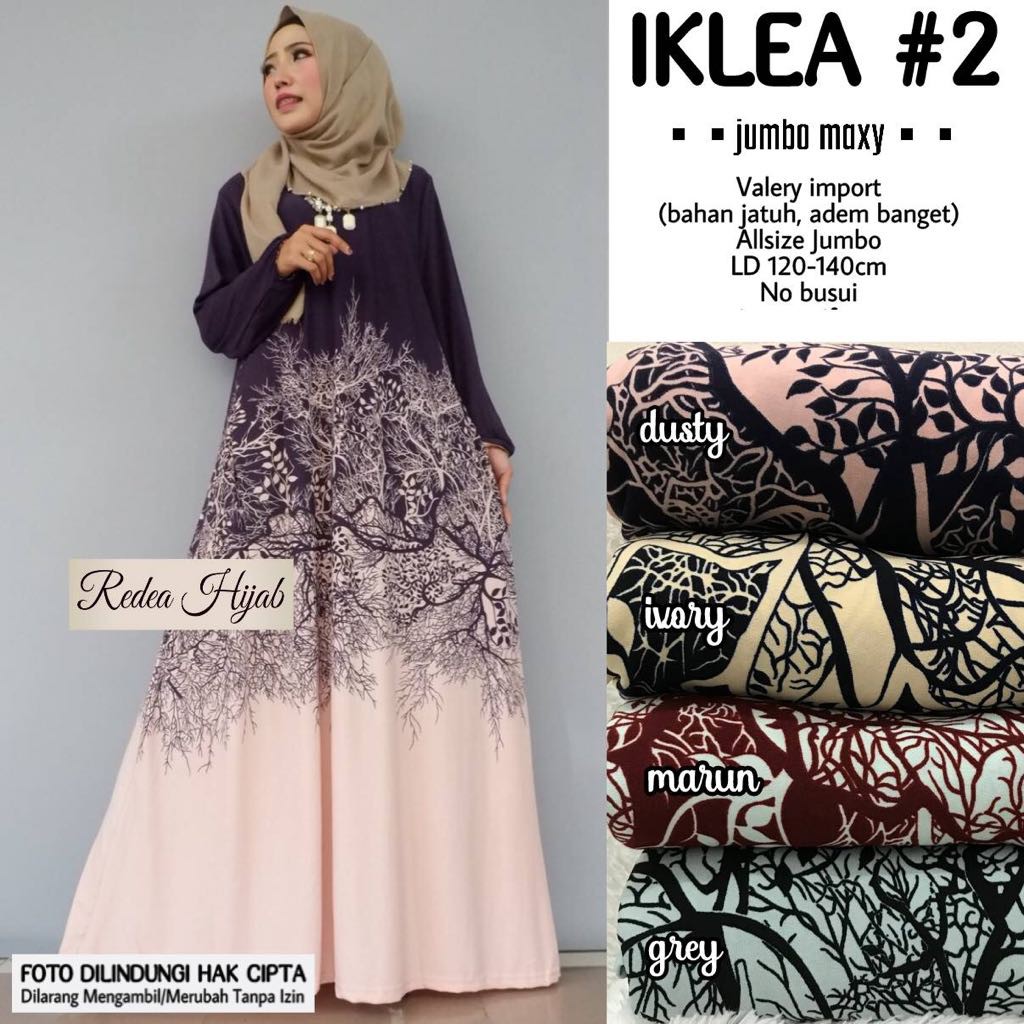 IKLEA #2
jumbo maxy
Valery import
(bahan jatuh, adem banget)
Allsize Jumbo
LD 120-140cm
No busui
dusty
ivory
marun
grey
Redea Hijab
FOTO DILINDUNGI HAK CIPTA
Dilarang Mengambil/Merubah Tanpa Izin